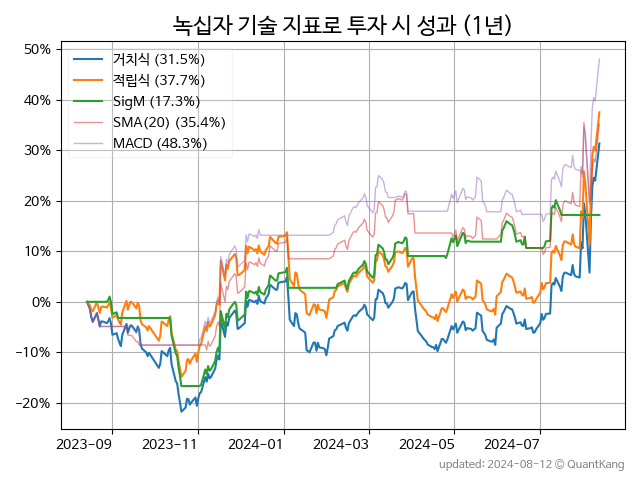 녹십자 기술 지표로 투자 시 성과 (1년)
50%
40%
30%
20%
10%
0%
−10%
−20%
거치식 (31.5%)
적립식 (37.7%)
SigM (17.3%)
SMA(20) (35.4%)
MACD (48.3%)
2023-09 2023-11 2024-01 2024-03 2024-05 2024-07
updated: 2024-08-12 © QuantKang